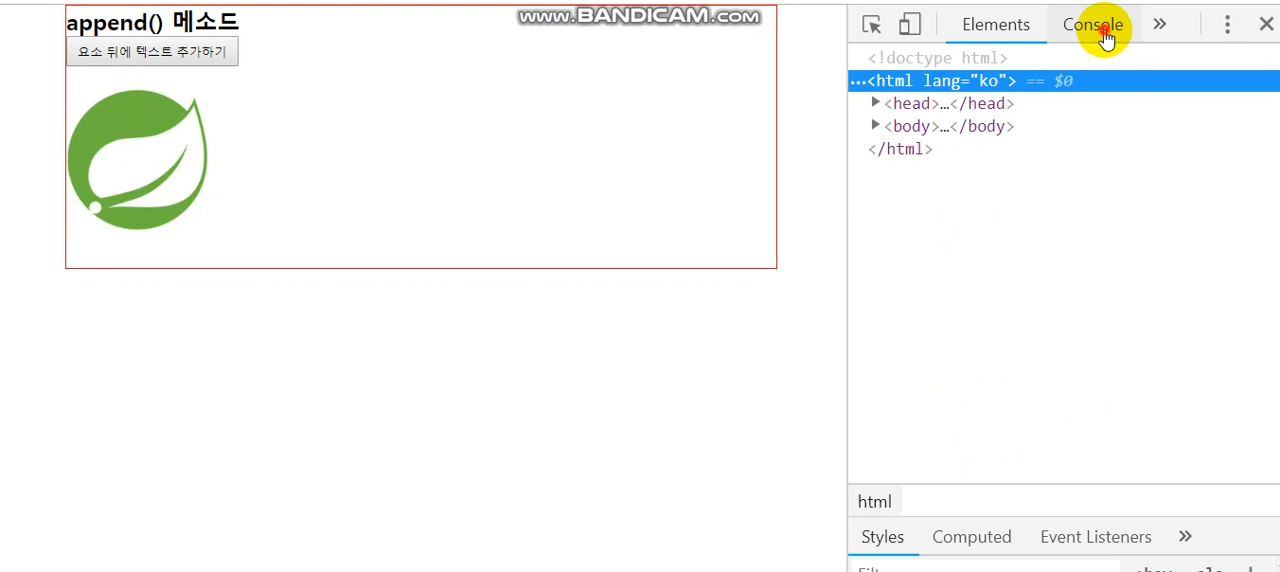 append() 메소드
요소 뒤에 텍스트 추가하기
www.BANDICAM.com
Elements Console »
<!doctype html>
…<html lang="ko"> == $0
<head>…</head>
<body>…</body>
</html>
html
Styles Computed Event Listeners »